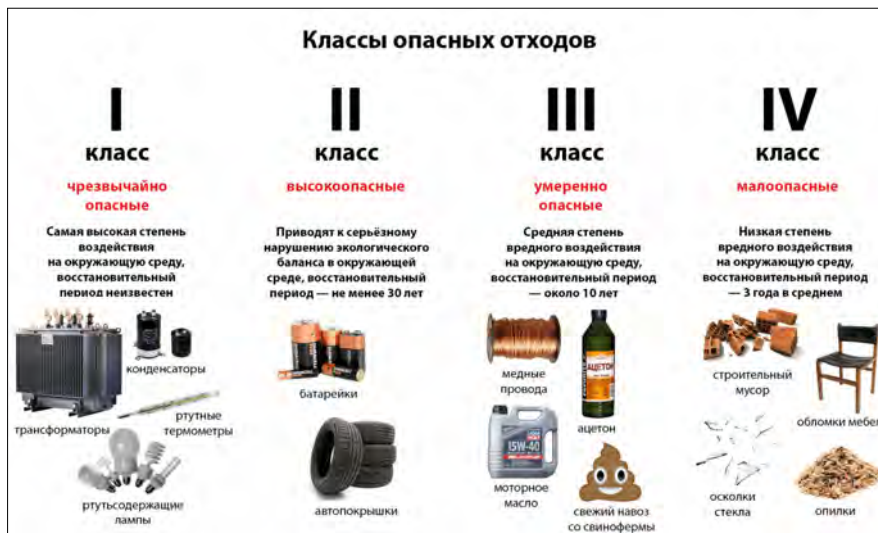 Классы опасных отходов
I
класс
чрезвычайно
опасные
Самая высокая степень
воздействия
на окружающую среду,
восстановительный
период неизвестен
конденсаторы
трансформаторы
ртутные
термометры
ртутьсодержащие
лампы
II
класс
высокоопасные
Приводят к серьёзному
нарушению экологического
баланса в окружающей
среде, восстановительный
период — не менее 30 лет
батарейки
автопокрышки
III
класс
умеренно
опасные
Средняя степень
вредного воздействия
на окружающую среду,
восстановительный период
— около 10 лет
медные
провода
АЦЕТОН
ацетон
15W-40
моторное
масло
свежий навоз
со свинофермы
IV
класс
малоопасные
Низкая степень
вредного воздействия
на окружающую среду,
восстановительный период
— 3 года в среднем
строительный
мусор
обломки мебел
осколки
стекла
опилки